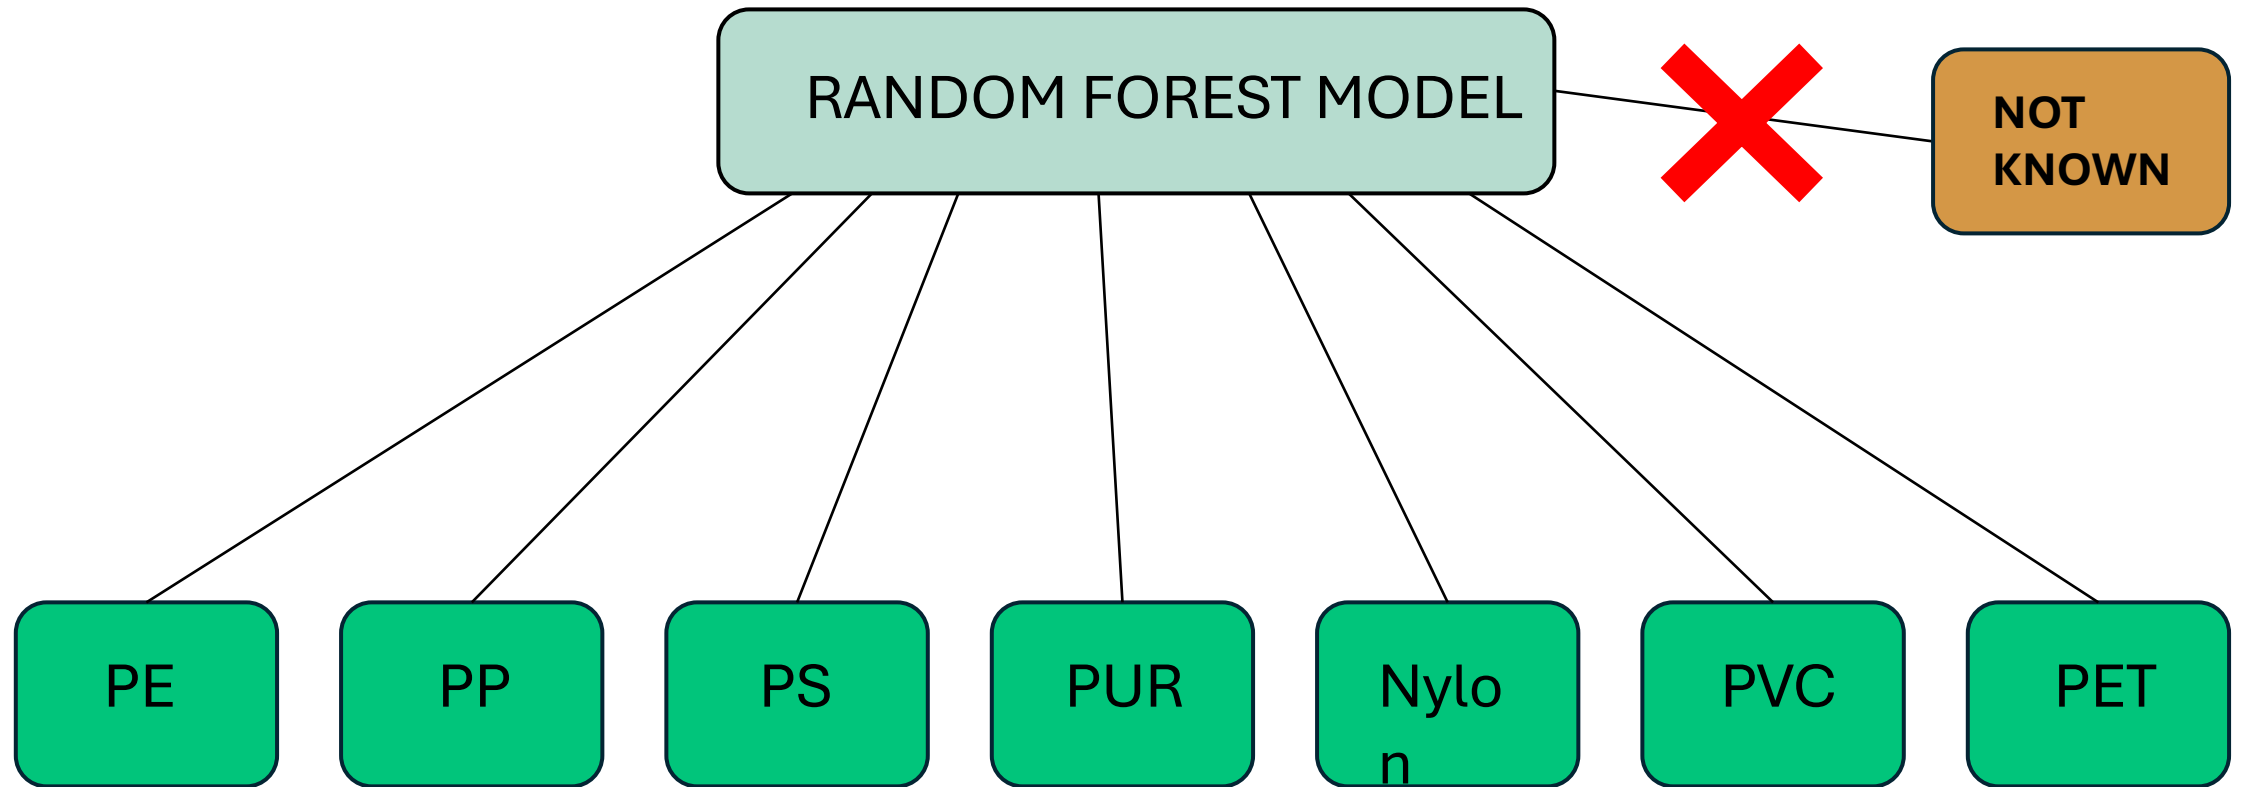 RANDOM FOREST MODEL
NOT
KNOWN
PE
PP
PS
PUR
Nylo
n
PVC
PET